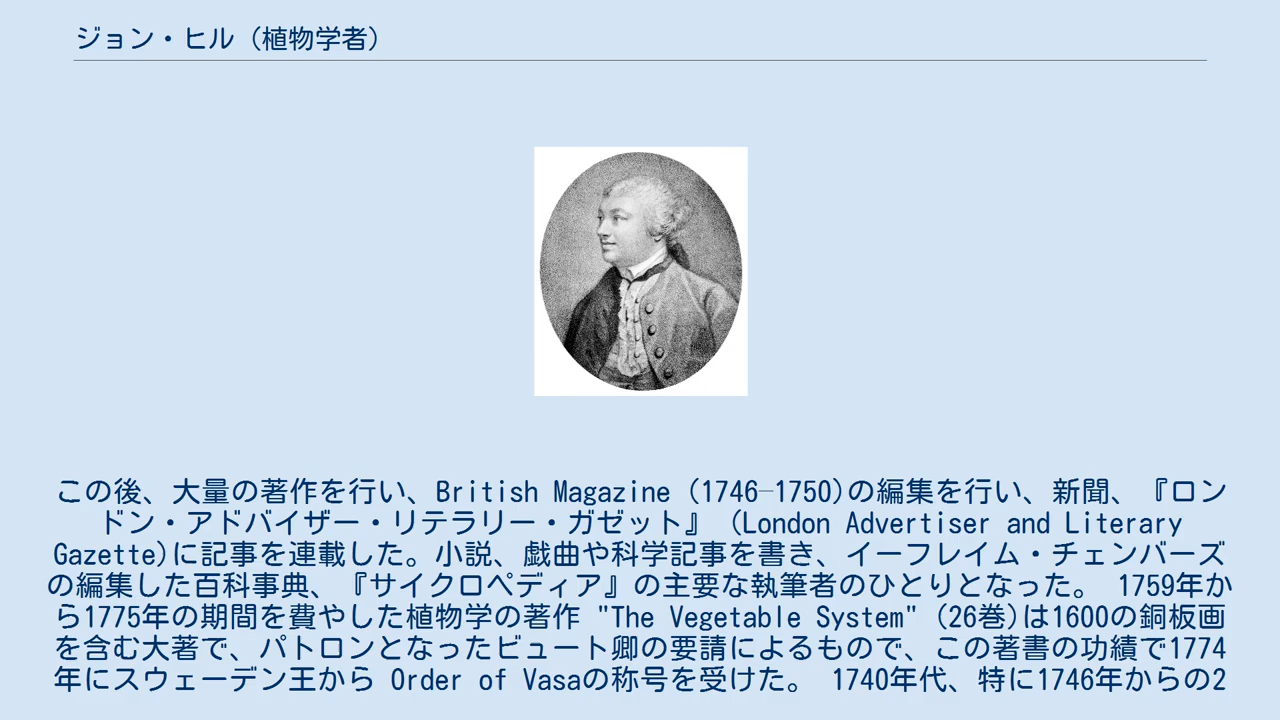 ジョン・ヒル（植物学者）
この後、大量の著作を行い、British Magazine (1746–1750)の編集を行い、新聞、『ロン
ドン・アドバイザー・リテラリー・ガゼット』 (London Advertiser and Literary
Gazette)に記事を連載した。小説、戯曲や科学記事を書き、イーフレイム・チェンバーズ
の編集した百科事典、『サイクロペディア』の主要な執筆者のひとりとなった。 1759年か
ら1775年の期間を費やした植物学の著作 "The Vegetable System" (26巻)は1600の銅板画
を含む大著で、パトロンとなったビュート卿の要請によるもので、この著書の功績で1774
年にスウェーデン王から Order of Vasaの称号を受けた。 1740年代、特に1746年からの2